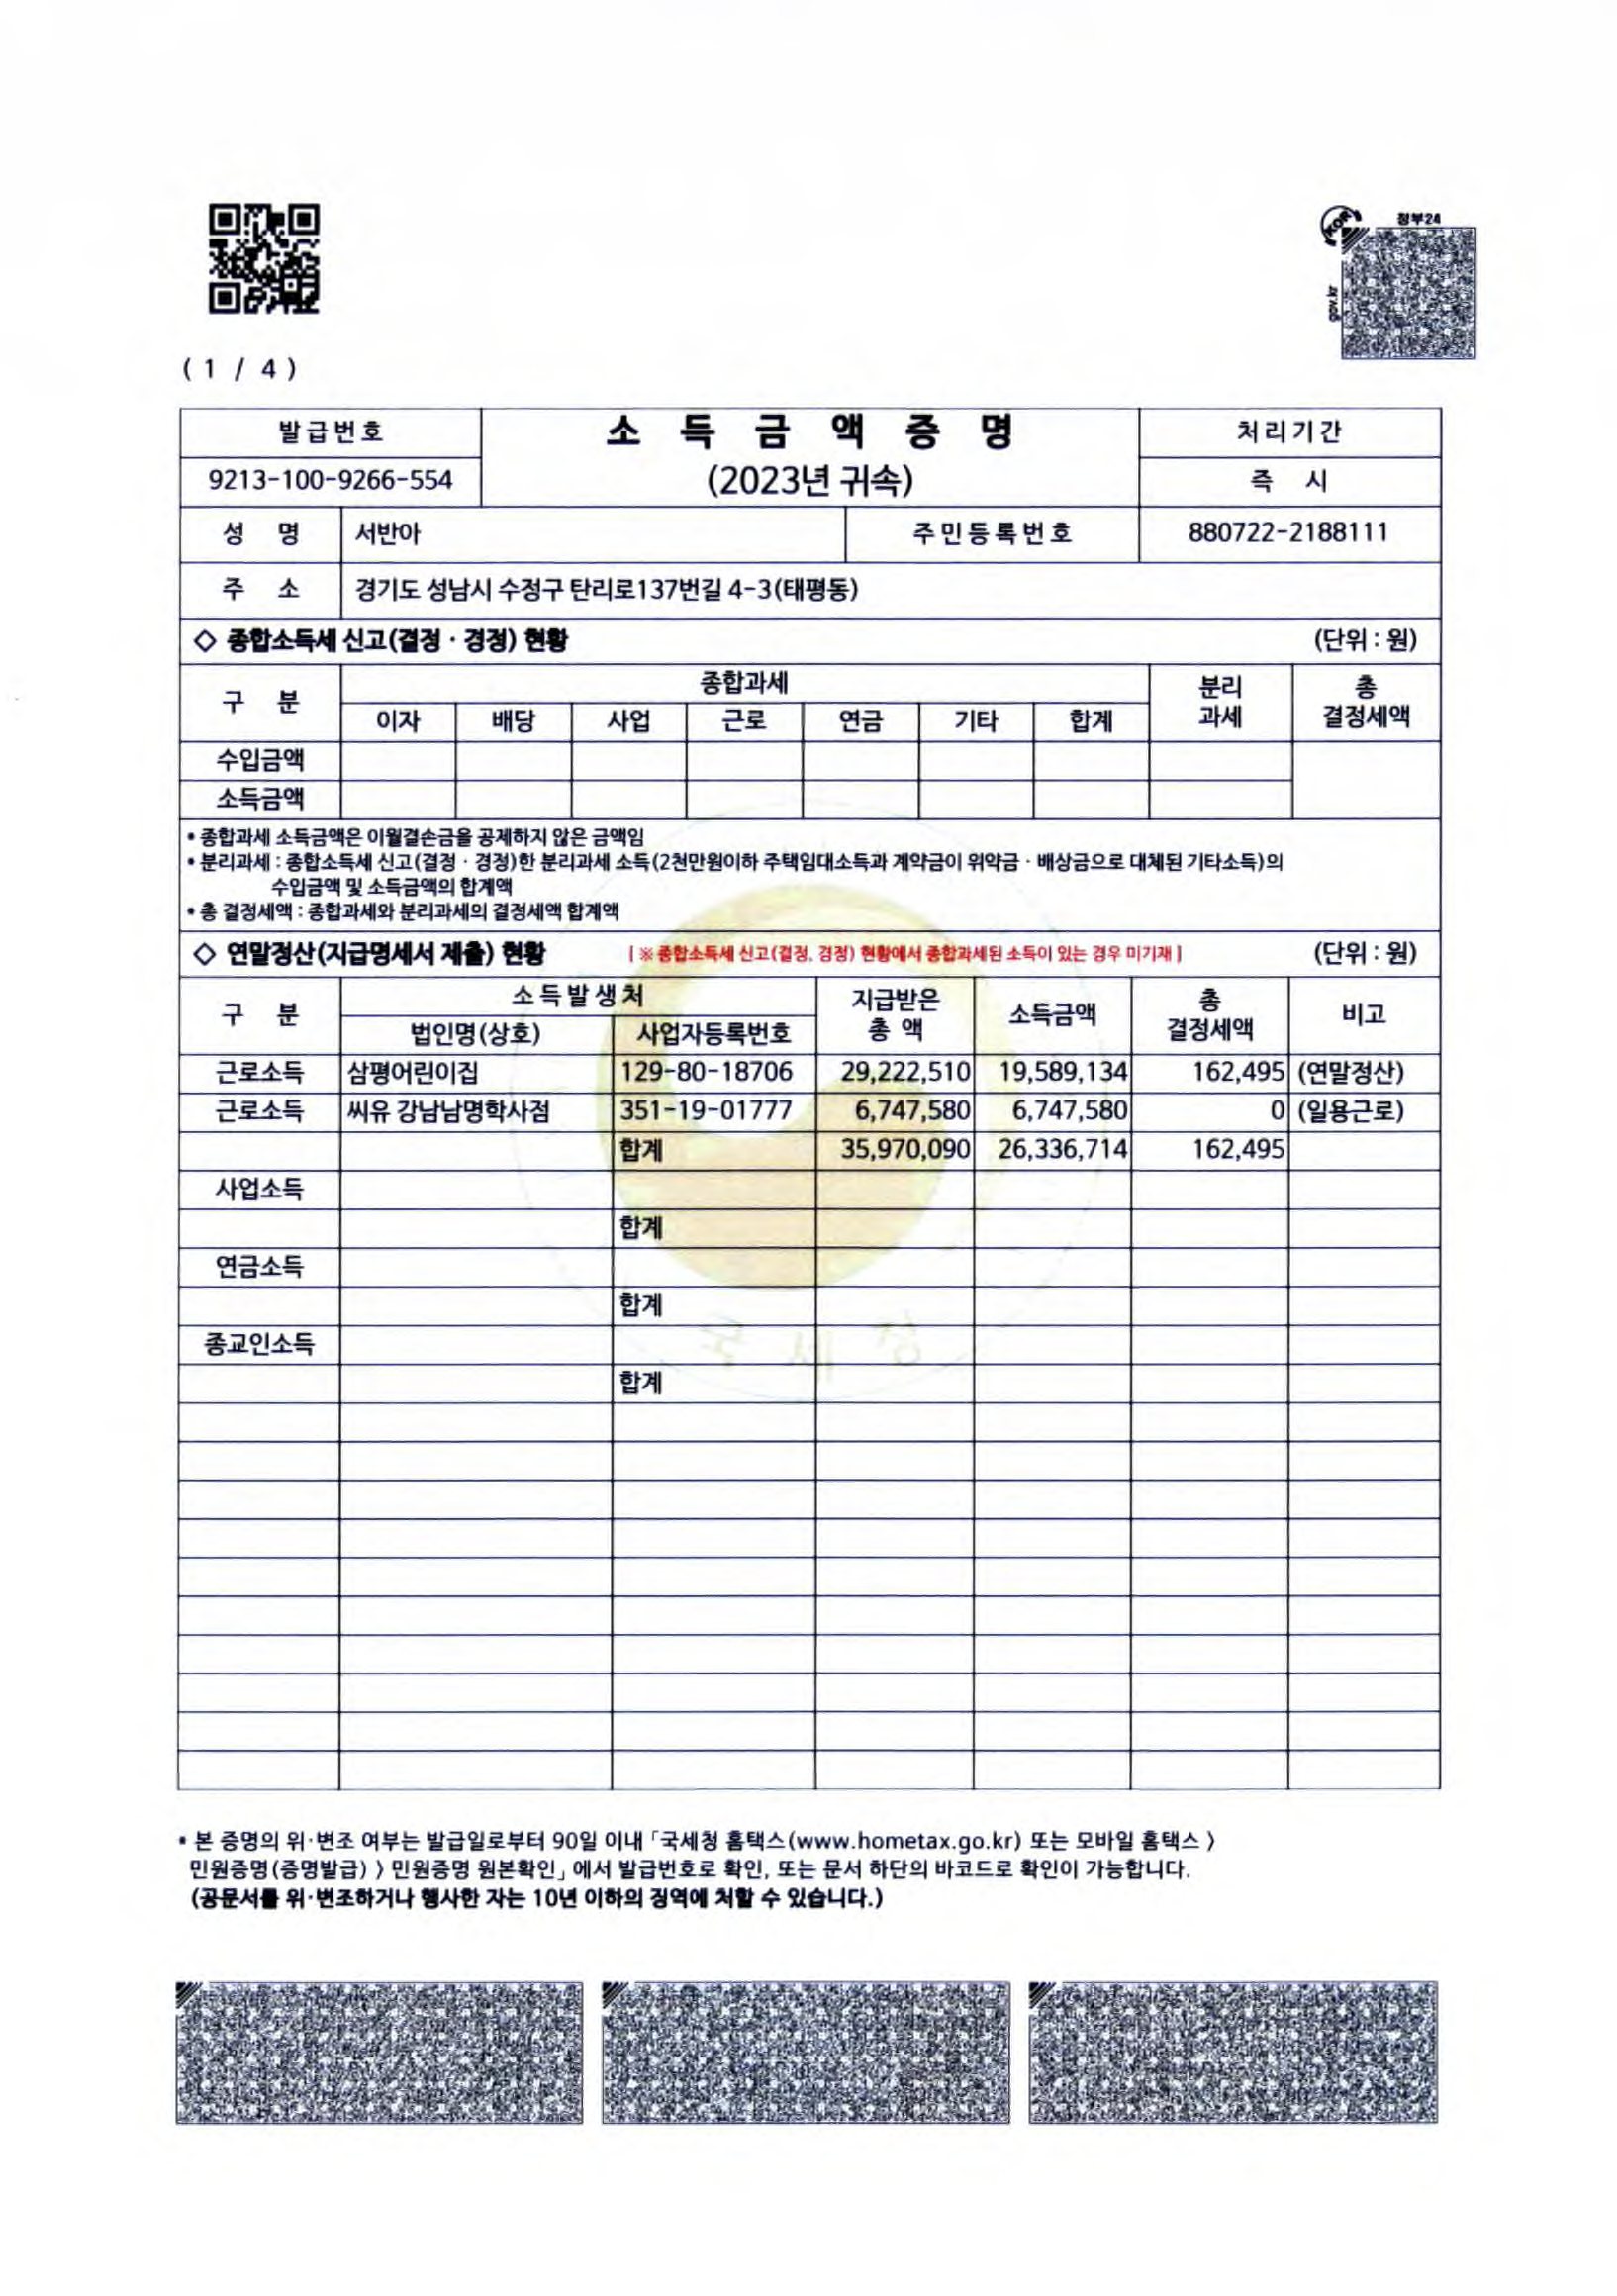 정부24
gov.kr
KOR
( 1 / 4 )
발급번호
소 득 금 액 증 명
처리기간
9213-100-9266-554
(2023년 귀속)
즉 시
성 명 서반아 주민등록번호 880722-2188111
주 소 경기도 성남시 수정구 탄리로137번길 4-3(태평동)
◇ 종합소득세 신고(결정 · 경정) 현황 (단위 : 원)
구 분 종합과세 분리 과세 총 결정세액
이자 배당 사업 근로 연금 기타 합계
수입금액
소득금액
• 종합과세 소득금액은 이월결손금을 공제하지 않은 금액임
• 분리과세 : 종합소득세 신고(결정 · 경정)한 분리과세 소득(2천만원이하 주택임대소득과 계약금이 위약금 · 배상금으로 대체된 기타소득)의
수입금액 및 소득금액의 합계액
• 총 결정세액 : 종합과세와 분리과세의 결정세액 합계액
◇ 연말정산(지급명세서 제출) 현황 [ ※ 종합소득세 신고(결정, 경정) 현황에서 종합과세된 소득이 있는 경우 미기재 ] (단위 : 원)
구 분 소득발생처 지급받은 총 액 소득금액 총 결정세액 비고
법인명(상호) 사업자등록번호
근로소득 삼평어린이집 129-80-18706 29,222,510 19,589,134 162,495 (연말정산)
근로소득 씨유 강남남명학사점 351-19-01777 6,747,580 6,747,580 0 (일용근로)
합계 35,970,090 26,336,714 162,495
사업소득
합계
연금소득
합계
종교인소득
합계
국세청
• 본 증명의 위·변조 여부는 발급일로부터 90일 이내 「국세청 홈택스(www.hometax.go.kr) 또는 모바일 홈택스 〉
민원증명(증명발급) 〉 민원증명 원본확인」에서 발급번호로 확인, 또는 문서 하단의 바코드로 확인이 가능합니다.
(공문서를 위·변조하거나 행사한 자는 10년 이하의 징역에 처할 수 있습니다.)